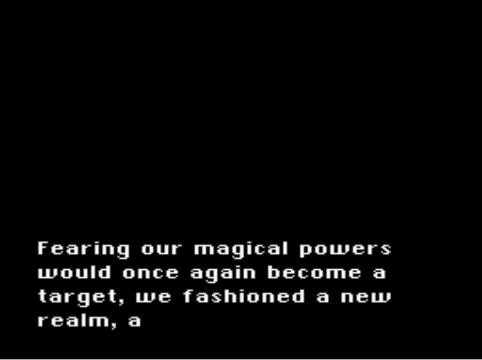 Fearing our magical powers
would once again become a
target, we fashioned a new
realm, a